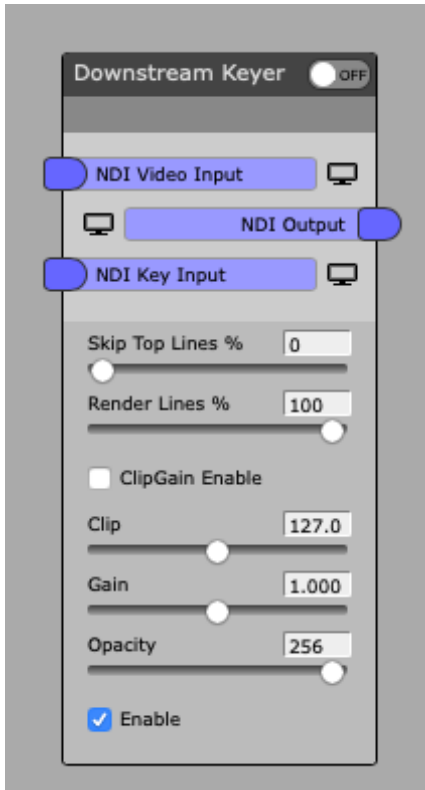 Downstream Keyer OFF
NDI Video Input
NDI Output
NDI Key Input
Skip Top Lines % 0
Render Lines % 100
ClipGain Enable
Clip 127.0
Gain 1.000
Opacity 256
Enable